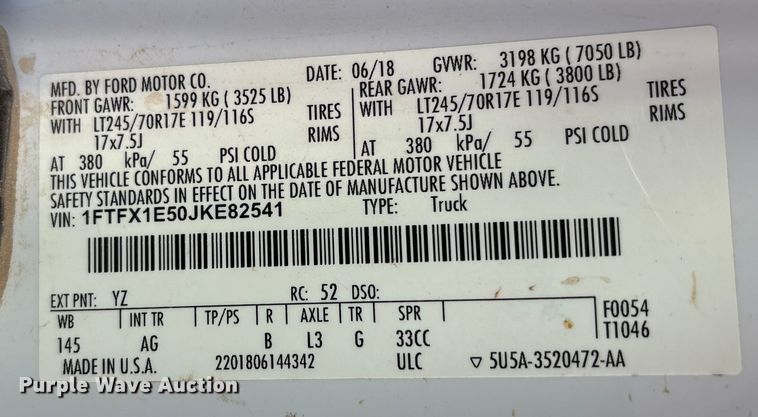 MFD. BY FORD MOTOR CO. DATE: 06/18 GVWR: 3198 KG ( 7050 LB)
FRONT GAWR: 1599 KG ( 3525 LB) REAR GAWR: 1724 KG ( 3800 LB)
WITH LT245/70R17E 119/116S TIRES WITH LT245/70R17E 119/116S TIRES
17x7.5J RIMS 17x7.5J RIMS
AT 380 kPa/ 55 PSI COLD AT 380 kPa/ 55 PSI COLD
THIS VEHICLE CONFORMS TO ALL APPLICABLE FEDERAL MOTOR VEHICLE
SAFETY STANDARDS IN EFFECT ON THE DATE OF MANUFACTURE SHOWN ABOVE.
VIN: 1FTFX1E50JKE82541 TYPE: Truck
EXT PNT: YZ RC: 52 DSO:
WB INT TR TP/PS R AXLE TR SPR F0054
145 AG B L3 G 33CC T1046
MADE IN U.S.A. 2201806144342 ULC ▽ 5U5A-3520472-AA
Purple Wave Auction